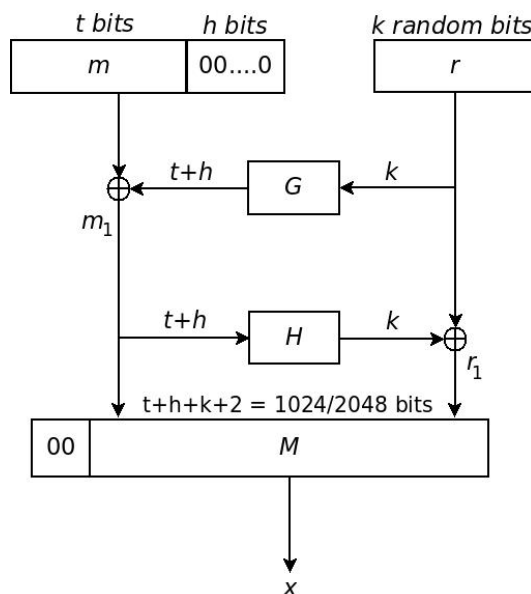 t bits h bits k random bits
m 00....0 r
t+h G k
m1
t+h H k
r1
t+h+k+2 = 1024/2048 bits
00 M
x